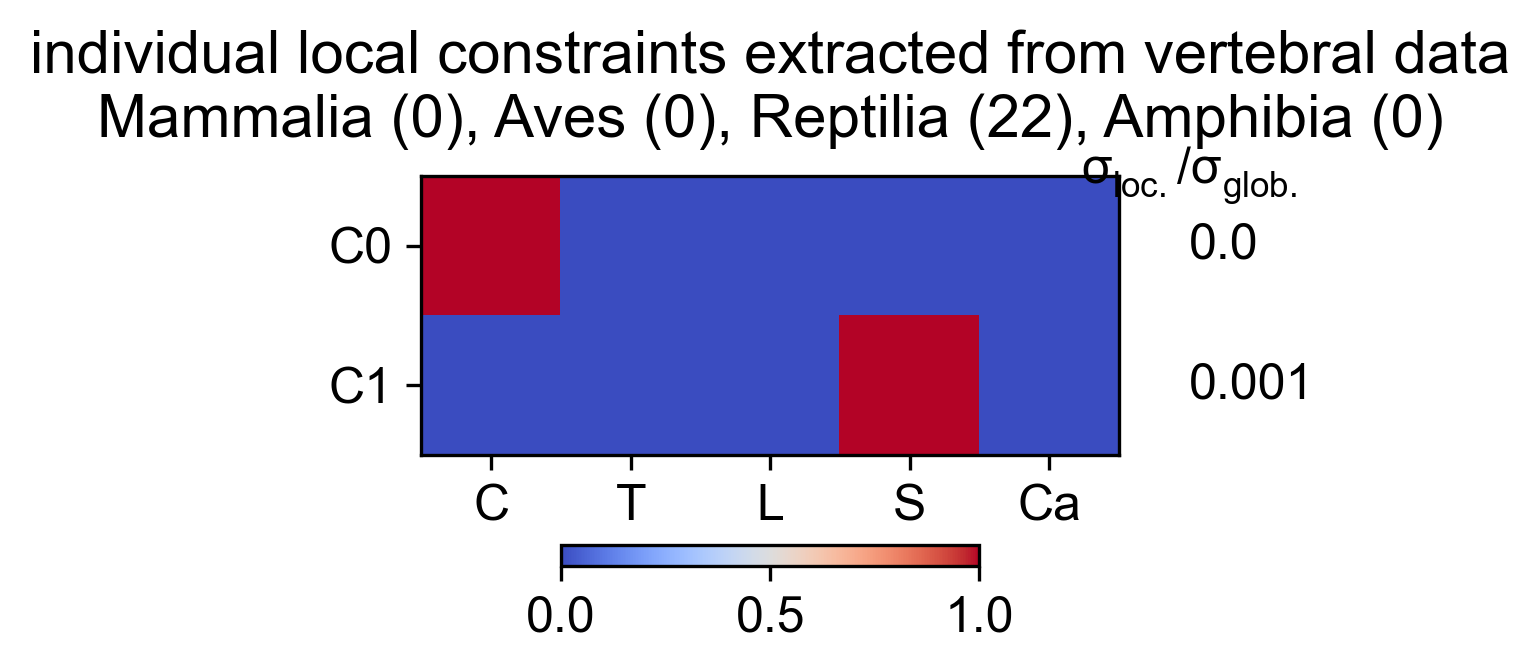 individual local constraints extracted from vertebral data
Mammalia (0), Aves (0), Reptilia (22), Amphibia (0)
σloc. /σglob.
C0 0.0
C1 0.001
C T L S Ca
0.0 0.5 1.0